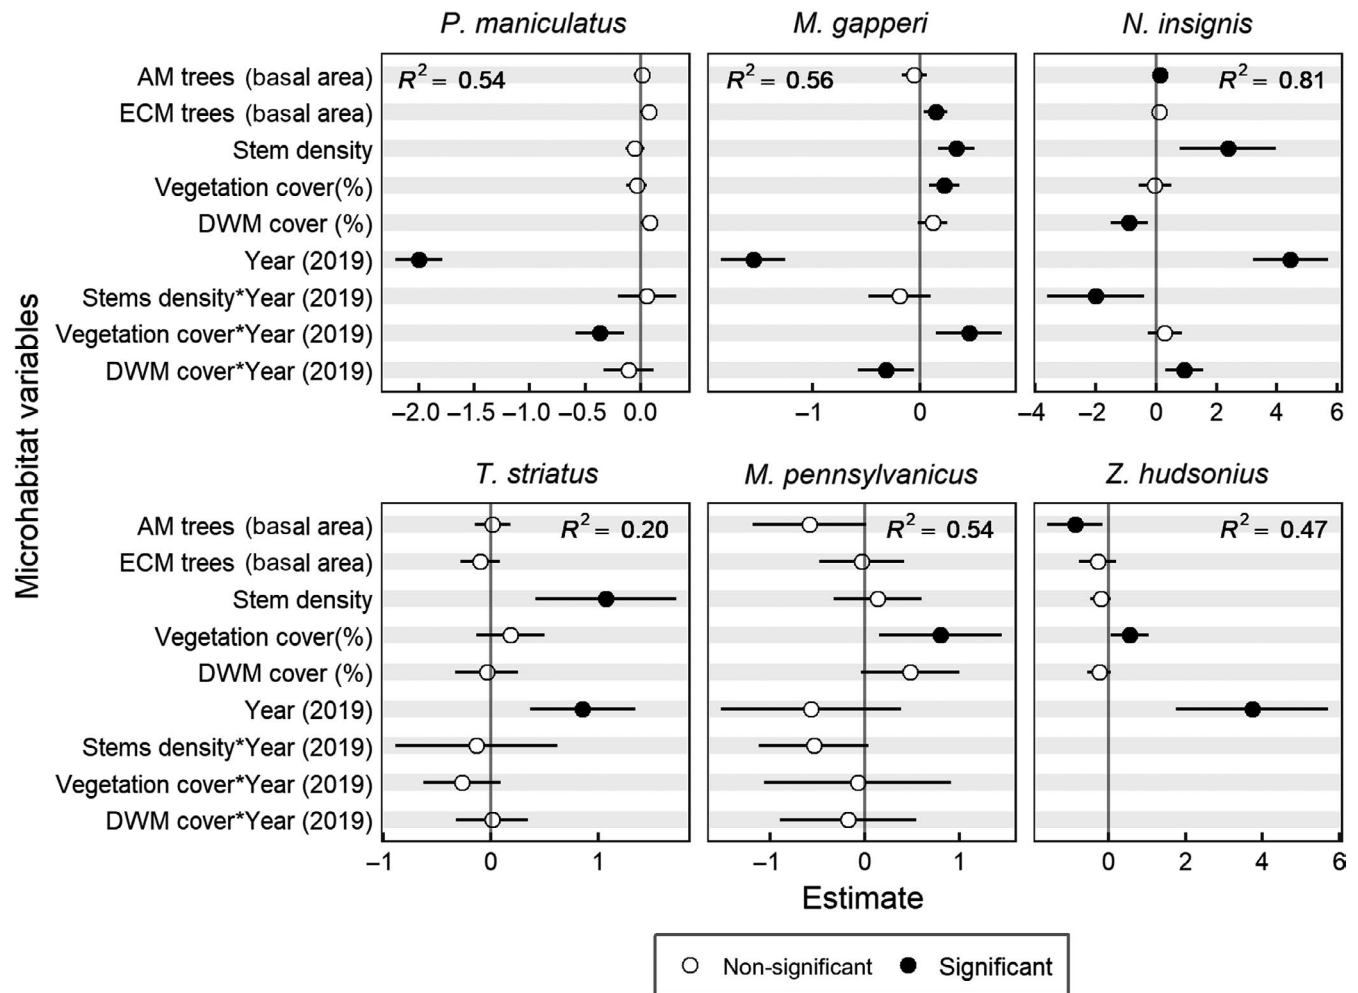 P. maniculatus
M. gapperi
N. insignis
Microhabitat variables
AM trees (basal area)
ECM trees (basal area)
Stem density
Vegetation cover(%)
DWM cover (%)
Year (2019)
Stems density*Year (2019)
Vegetation cover*Year (2019)
DWM cover*Year (2019)
R² = 0.54
R² = 0.56
R² = 0.81
−2.0 −1.5 −1.0 −0.5 0.0
−1 0
−4 −2 0 2 4 6
T. striatus
M. pennsylvanicus
Z. hudsonius
AM trees (basal area)
ECM trees (basal area)
Stem density
Vegetation cover(%)
DWM cover (%)
Year (2019)
Stems density*Year (2019)
Vegetation cover*Year (2019)
DWM cover*Year (2019)
R² = 0.20
R² = 0.54
R² = 0.47
−1 0 1
−1 0 1
0 2 4 6
Estimate
Non-significant Significant